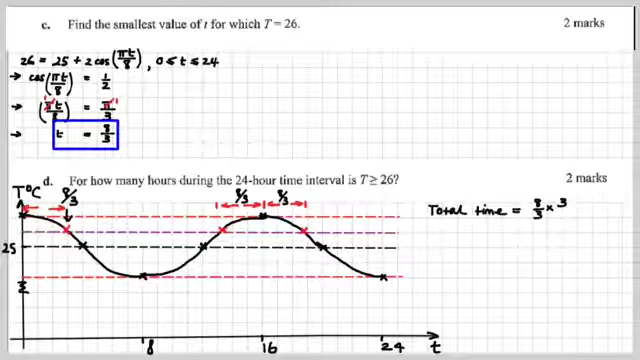 c. Find the smallest value of t for which T = 26.
2 marks
26 = 25 + 2 cos(πt/8), 0 ≤ t ≤ 24
→ cos(πt/8) = 1/2
→ (πt/8) = π/3
→ t = 8/3
d. For how many hours during the 24-hour time interval is T ≥ 26?
2 marks
T°C
8/3
8/3
8/3
Total time = 8/3 × 3
25
8
16
24
t